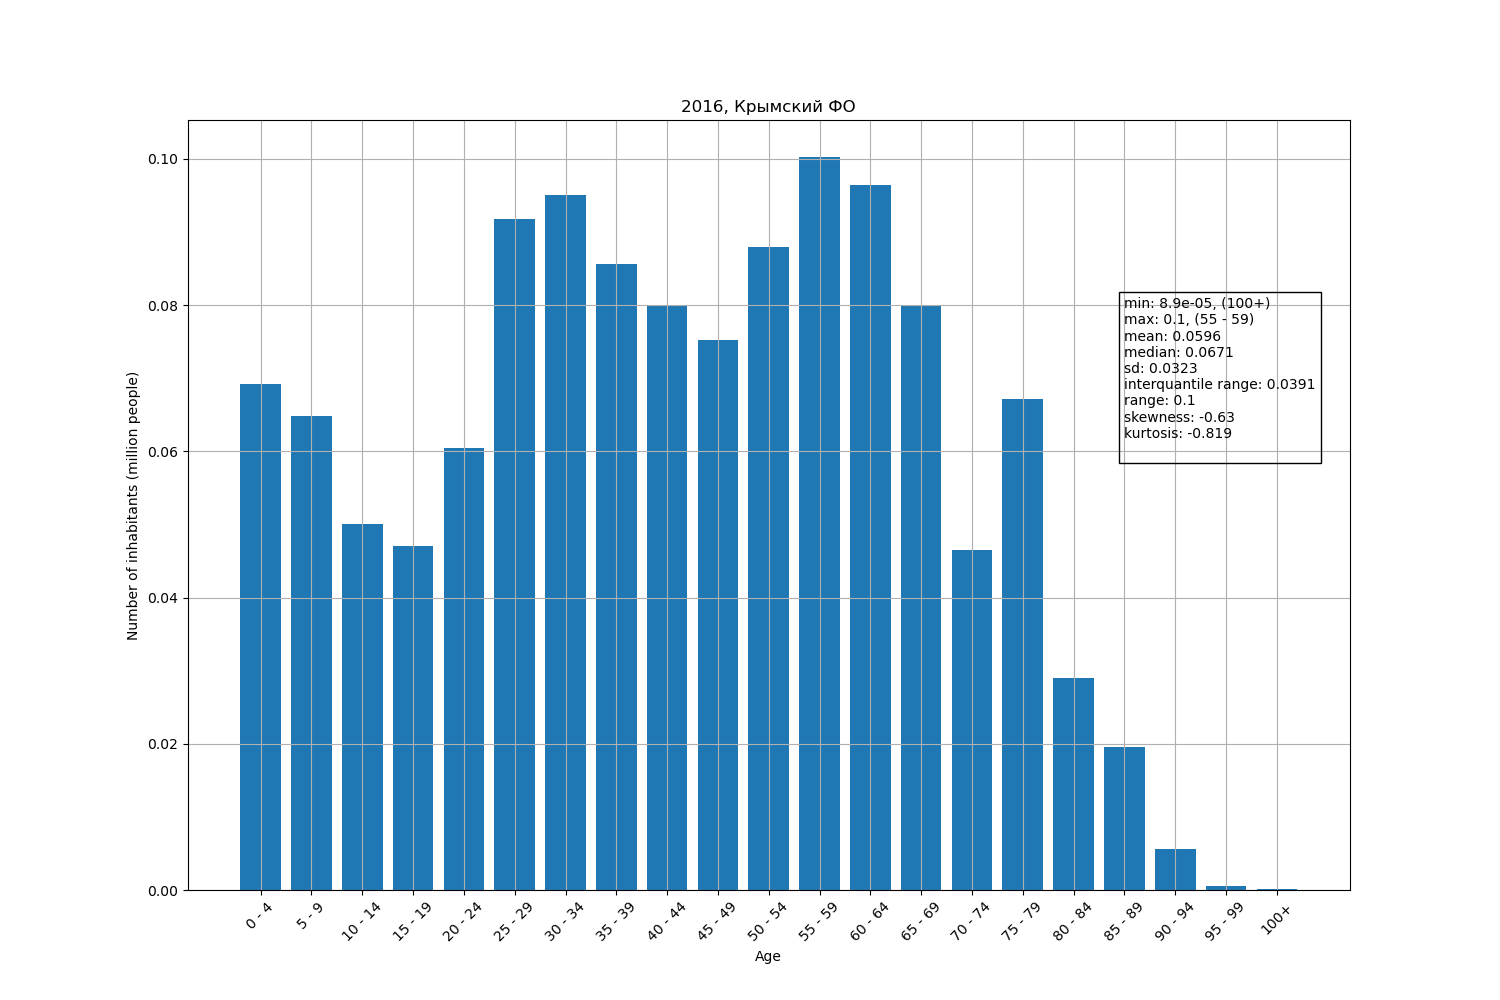 2016, Крымский ФО
Number of inhabitants (million people)
0.10
0.08
0.06
0.04
0.02
0.00
min: 8.9e-05, (100+)
max: 0.1, (55 - 59)
mean: 0.0596
median: 0.0671
sd: 0.0323
interquantile range: 0.0391
range: 0.1
skewness: -0.63
kurtosis: -0.819
0 - 4
5 - 9
10 - 14
15 - 19
20 - 24
25 - 29
30 - 34
35 - 39
40 - 44
45 - 49
50 - 54
55 - 59
60 - 64
65 - 69
70 - 74
75 - 79
80 - 84
85 - 89
90 - 94
95 - 99
100+
Age